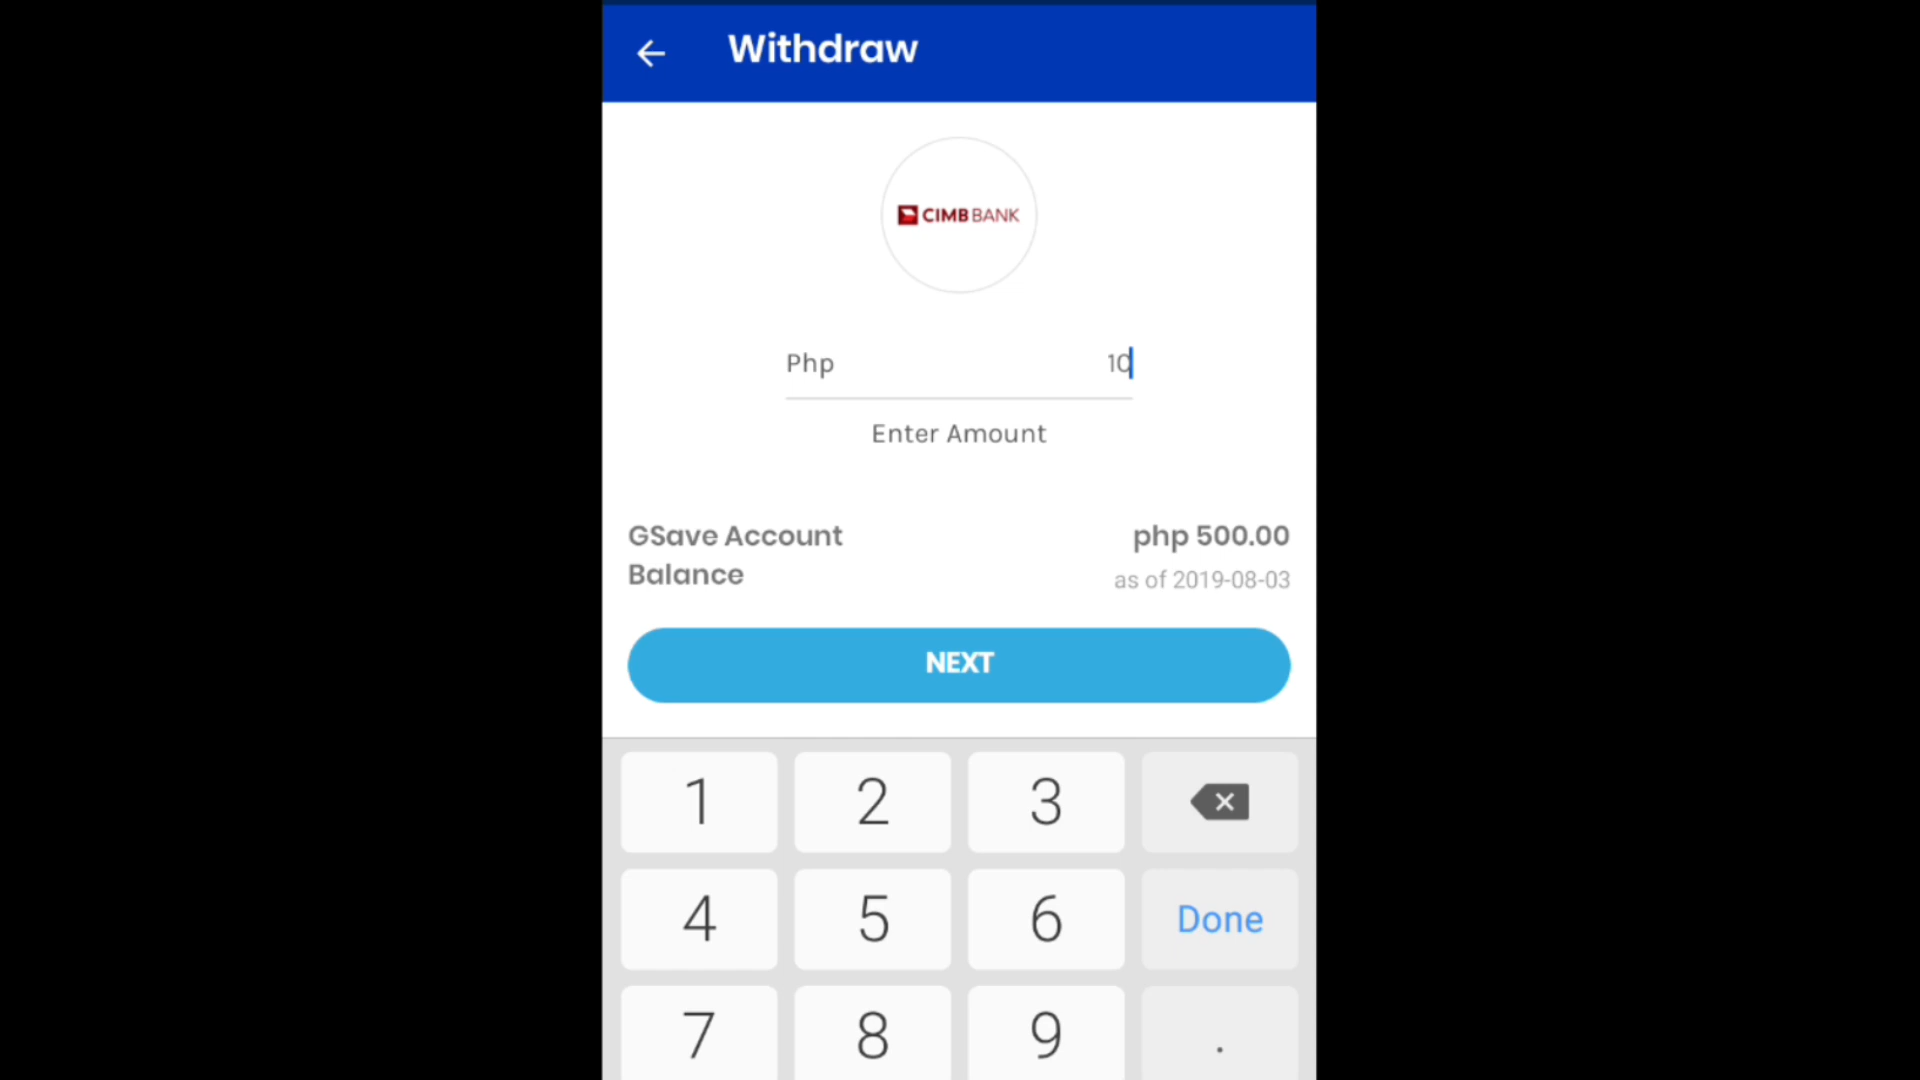 Withdraw
CIMB BANK
Php 10
Enter Amount
GSave Account php 500.00
Balance as of 2019-08-03
NEXT
1 2 3
4 5 6 Done
7 8 9 .